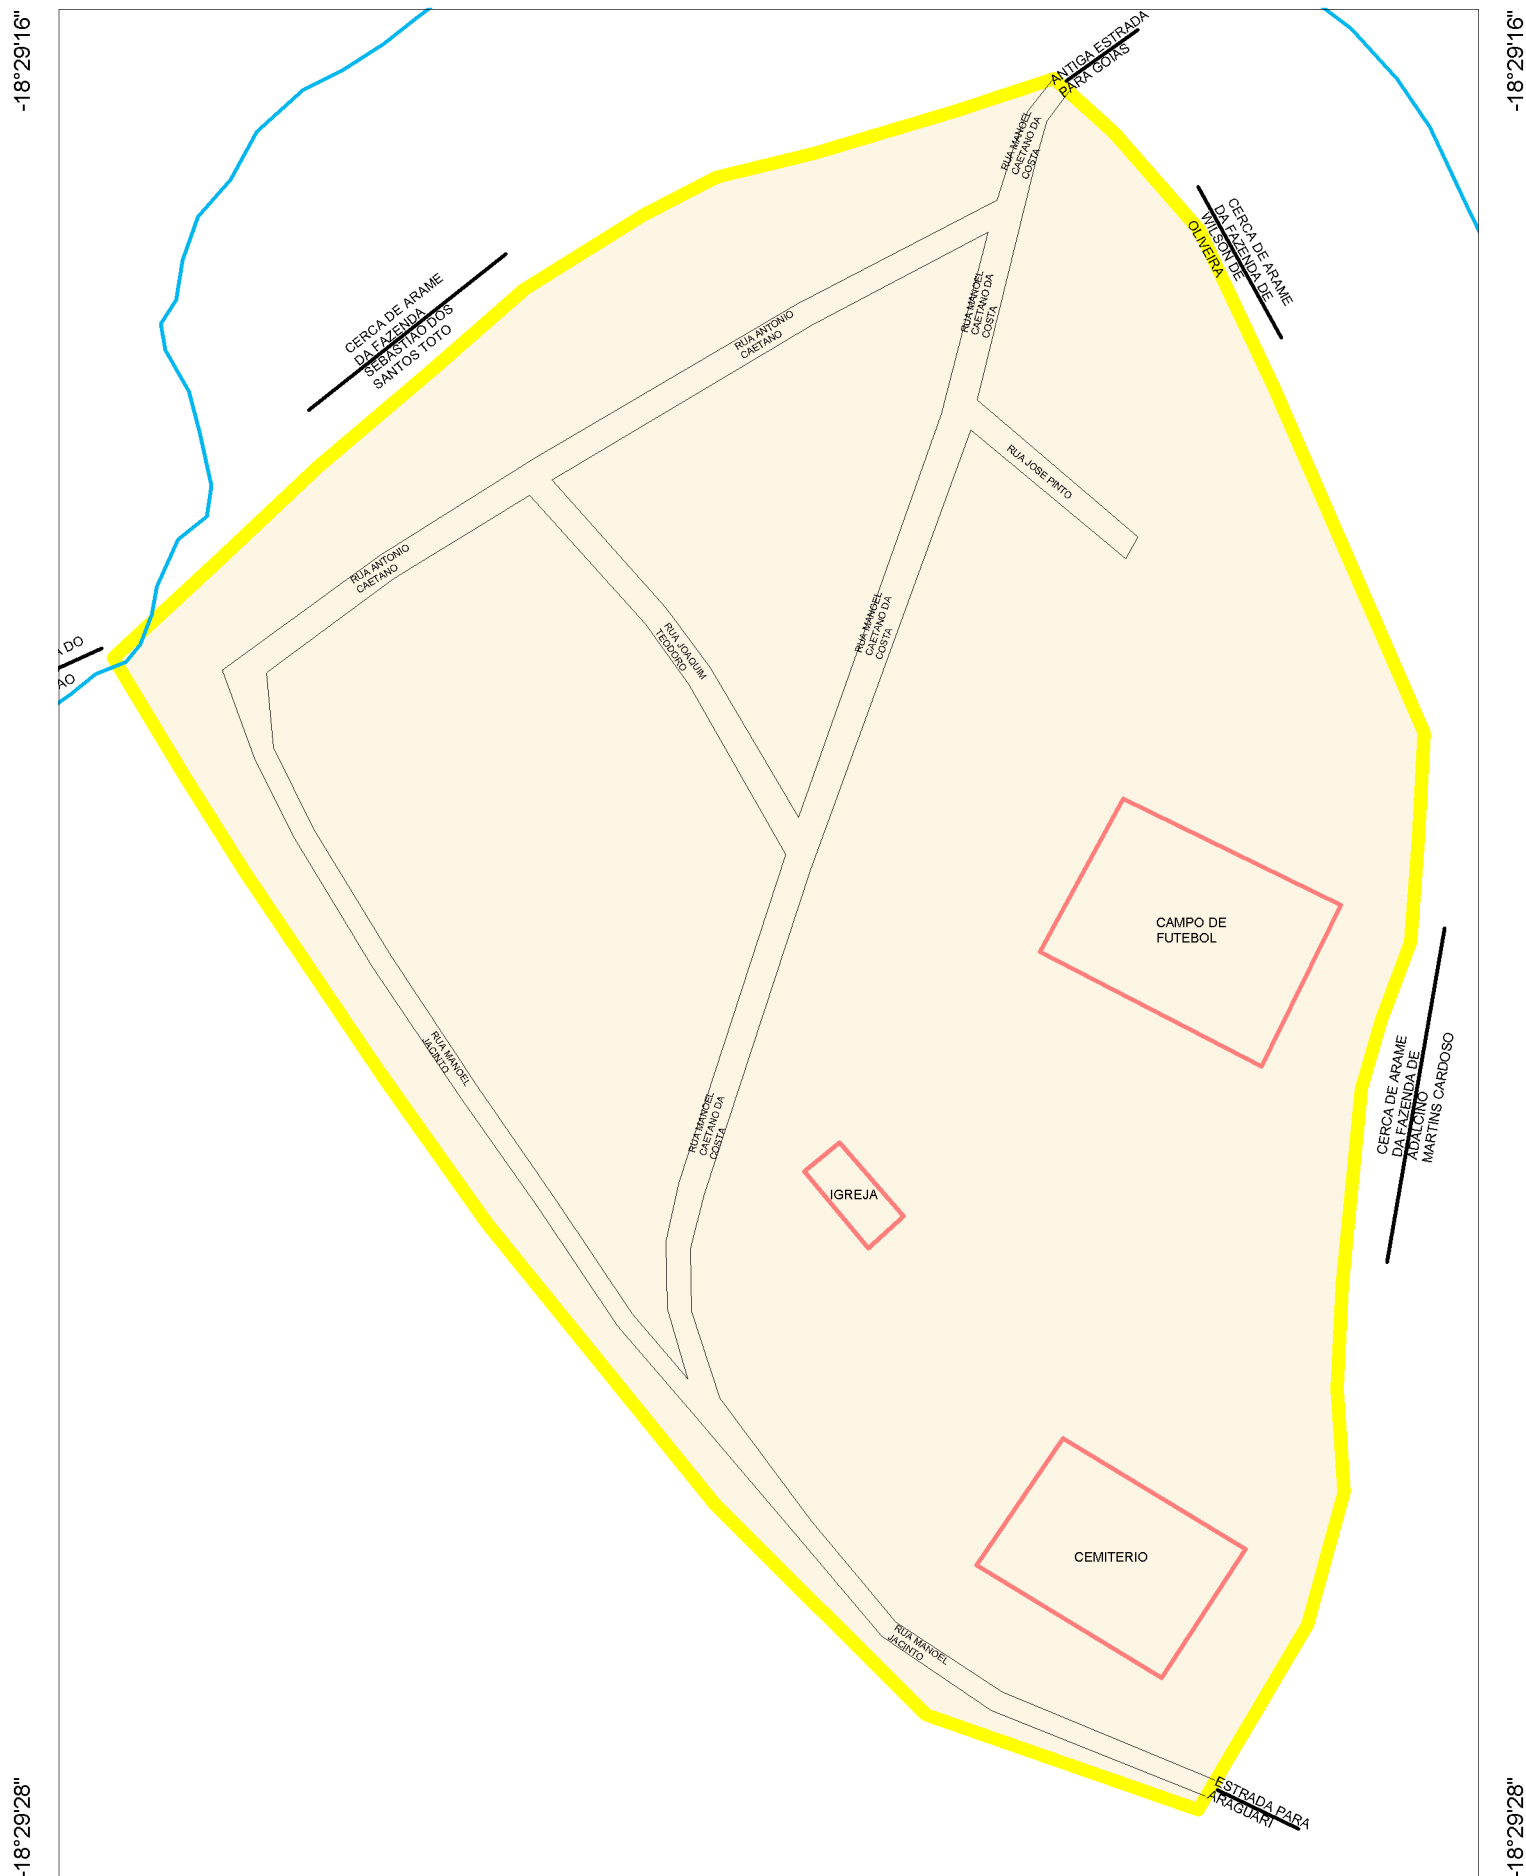 -18°29'16"
-18°29'16"
ANTIGA ESTRADA
PARA GOIAS
RUA MANOEL
CAETANO DA
COSTA
CERCA DE ARAME
DA FAZENDA DE
WILSON DE
OLIVEIRA
CERCA DE ARAME
DA FAZENDA
SEBASTIAO DOS
SANTOS TOTO
RUA MANOEL
CAETANO DA
COSTA
RUA ANTONIO
CAETANO
RUA JOSE PINTO
RUA ANTONIO
CAETANO
RUA MANOEL
CAETANO DA
COSTA
RUA JOAQUIM
TEODORO
DO
AO
CAMPO DE
FUTEBOL
RUA MANOEL
JACINTO
CERCA DE ARAME
DA FAZENDA DE
ADALCINO
MARTINS CARDOSO
RUA MANOEL
CAETANO DA
COSTA
IGREJA
CEMITERIO
RUA MANOEL
JACINTO
ESTRADA PARA
ARAGUARI
-18°29'28"
-18°29'28"